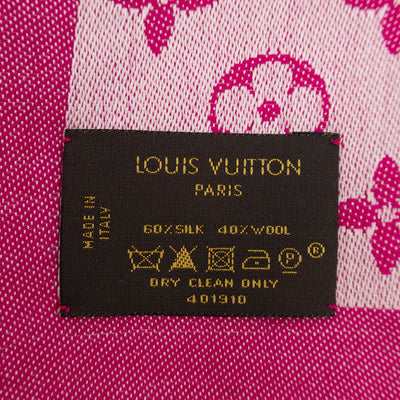 LOUIS VUITTON
PARIS
MADE IN
ITALY
60% SILK 40% WOOL
P ®
DRY CLEAN ONLY
401910